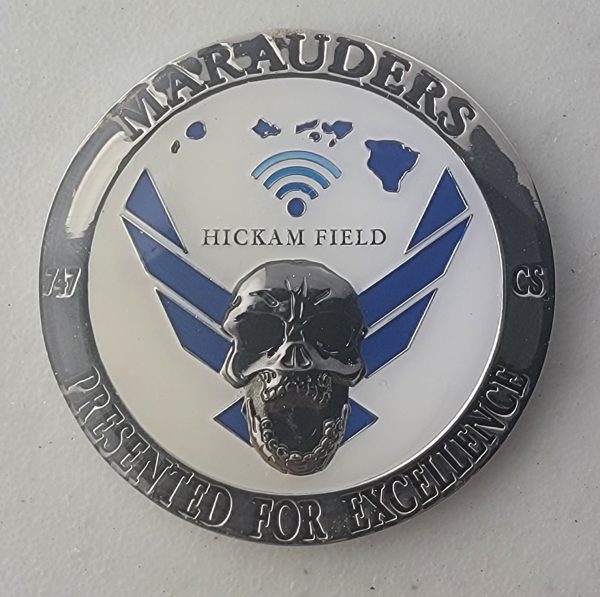 MARAUDERS
HICKAM FIELD
747
CS
PRESENTED FOR EXCELLENCE